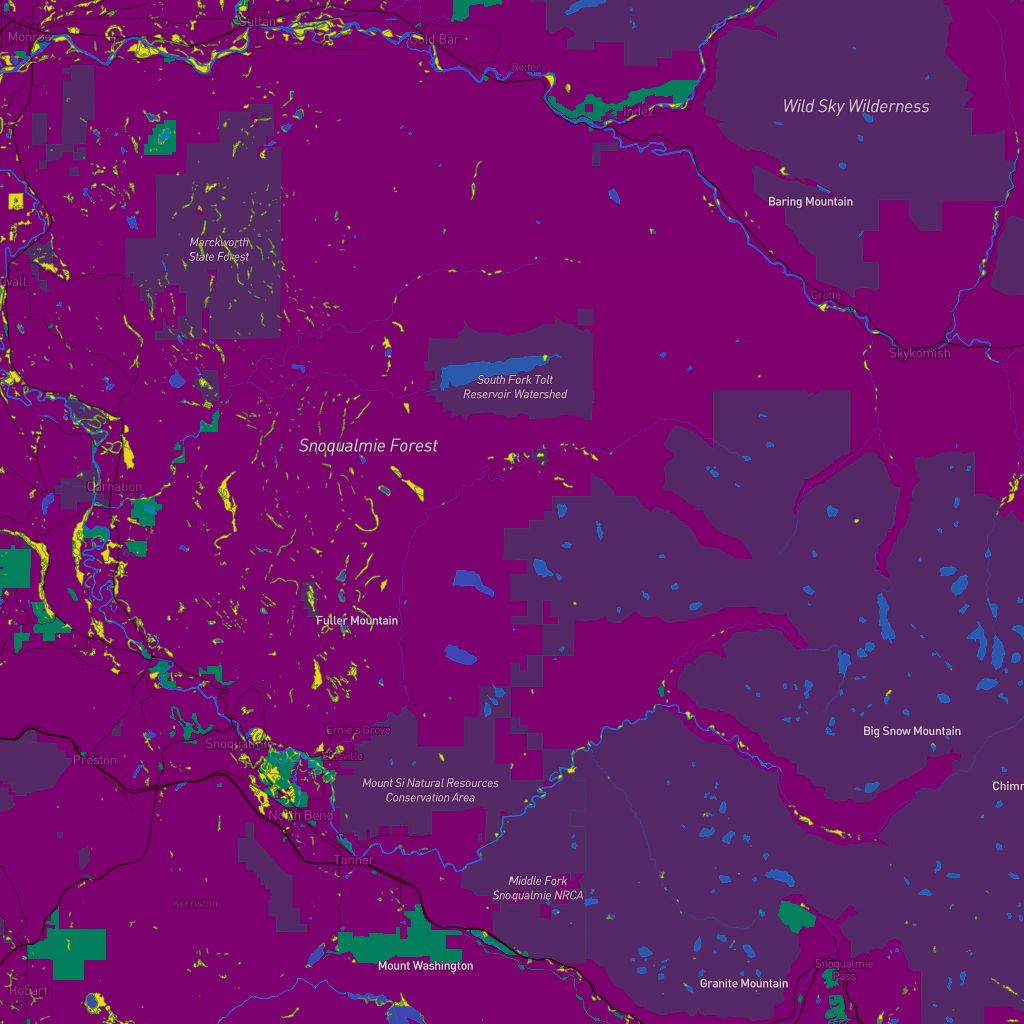 Sultan
Monroe
Gold Bar
Reiter
Wild Sky Wilderness
Index
Baring Mountain
Marckworth
State Forest
vall
Grotto
Skykomish
South Fork Tolt
Reservoir Watershed
Snoqualmie Forest
Carnation
Fuller Mountain
Ernie's Grove
Big Snow Mountain
Snoqualmie
Ellisville
Preston
Mount Si Natural Resources
Conservation Area
Chimn
North Bend
Tanner
Middle Fork
Snoqualmie NRCA
Kerriston
Mount Washington
Snoqualmie
Pass
Granite Mountain
Hobart